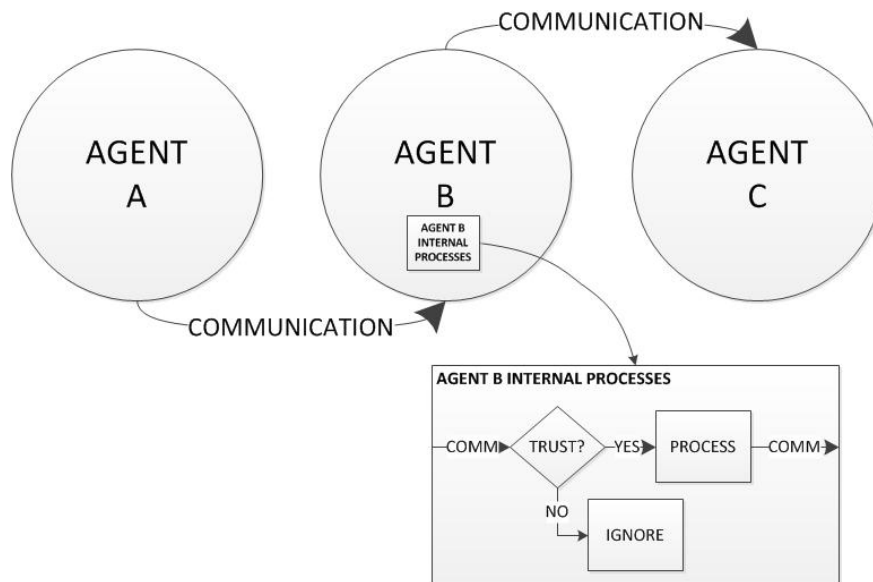 COMMUNICATION
AGENT
A
AGENT
B
AGENT
C
AGENT B
INTERNAL
PROCESSES
COMMUNICATION
AGENT B INTERNAL PROCESSES
COMM
TRUST?
YES
PROCESS
COMM
NO
IGNORE